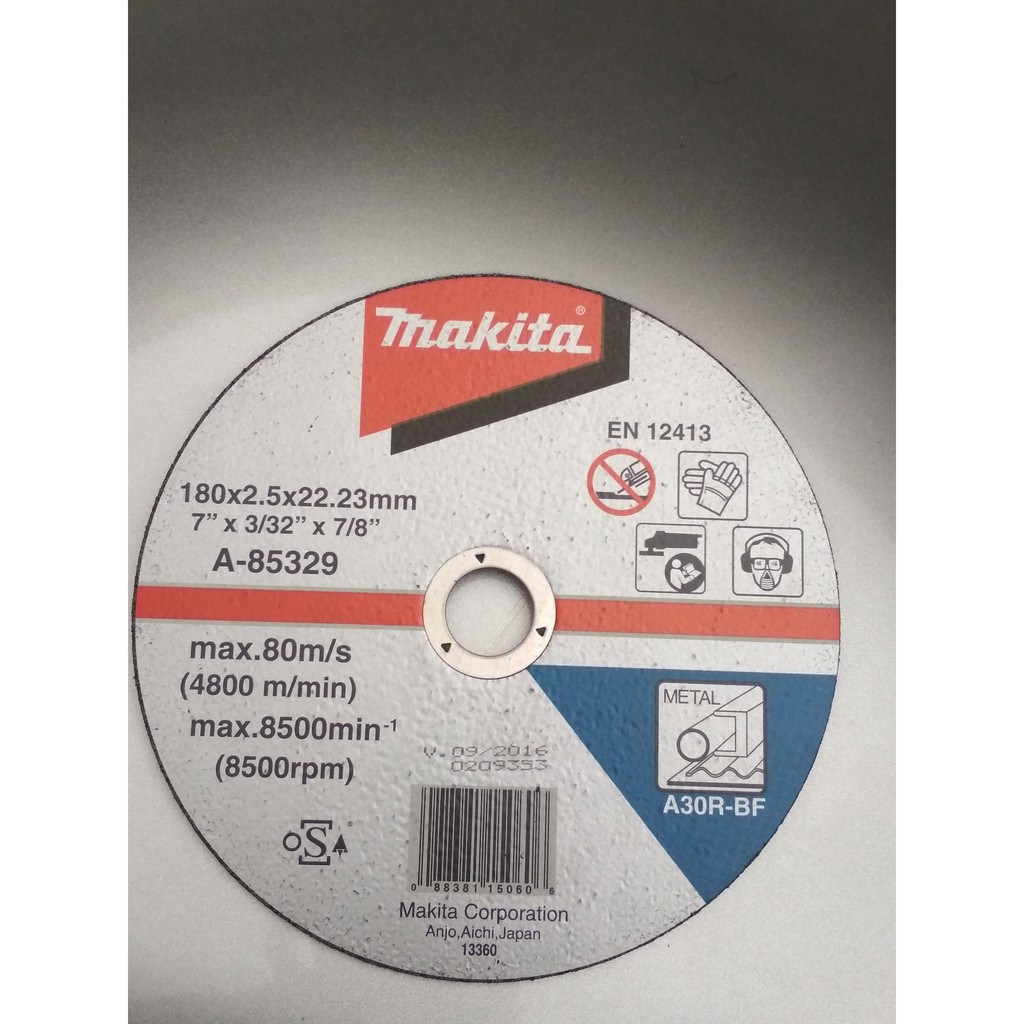 makita®
EN 12413
180x2.5x22.23mm
7” x 3/32” x 7/8”
A-85329
max.80m/s
(4800 m/min)
max.8500min-1
(8500rpm)
METAL
A30R-BF
V.09/2016
0209353
S
0 88381 15060 6
Makita Corporation
Anjo,Aichi,Japan
13360